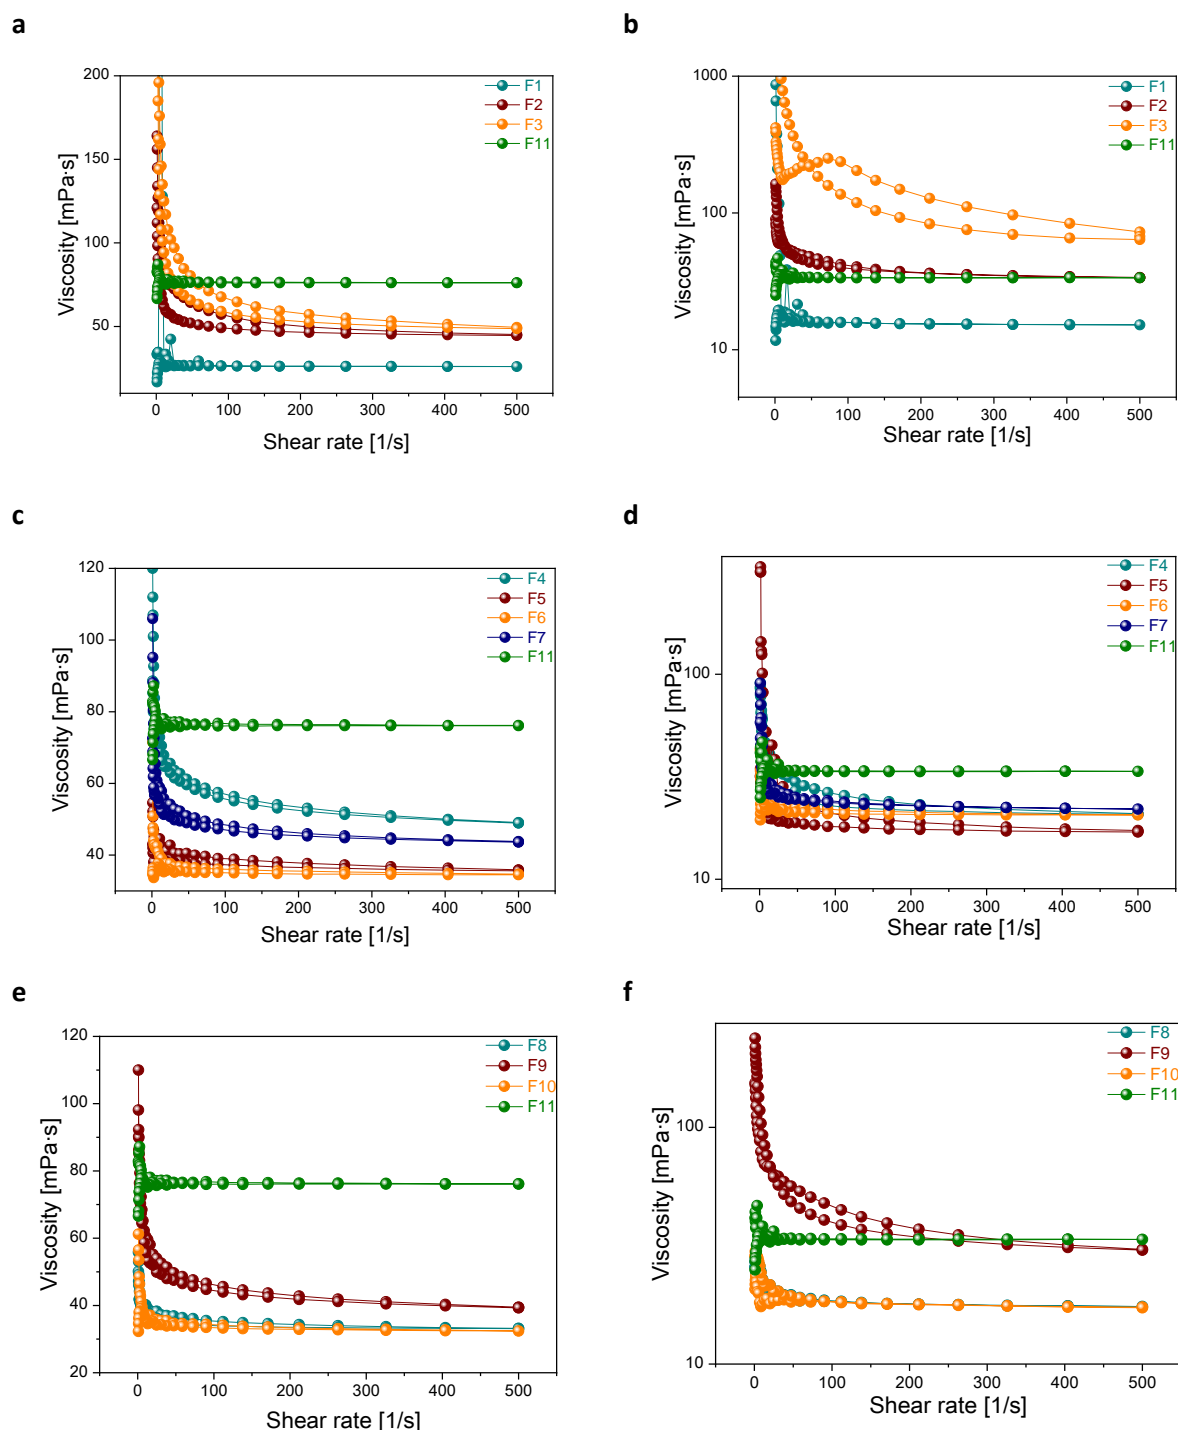 a
200
150
100
50
Viscosity [mPa·s]
0
100
200
300
400
500
Shear rate [1/s]
F1
F2
F3
F11
b
1000
100
10
Viscosity [mPa·s]
0
100
200
300
400
500
Shear rate [1/s]
F1
F2
F3
F11
c
120
100
80
60
40
Viscosity [mPa·s]
0
100
200
300
400
500
Shear rate [1/s]
F4
F5
F6
F7
F11
d
100
10
Viscosity [mPa·s]
0
100
200
300
400
500
Shear rate [1/s]
F4
F5
F6
F7
F11
e
120
100
80
60
40
20
Viscosity [mPa·s]
0
100
200
300
400
500
Shear rate [1/s]
F8
F9
F10
F11
f
100
10
Viscosity [mPa·s]
0
100
200
300
400
500
Shear rate [1/s]
F8
F9
F10
F11